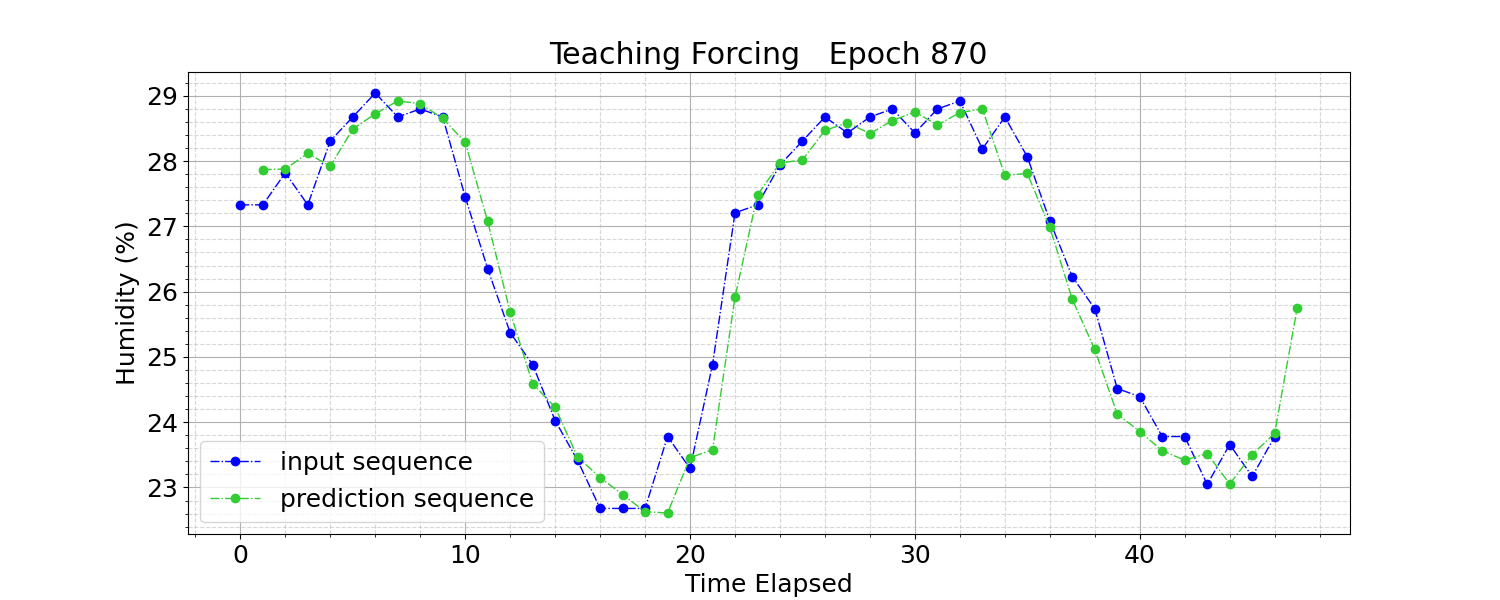 Teaching Forcing   Epoch 870
Humidity (%)
29
28
27
26
25
24
23
input sequence
prediction sequence
0 10 20 30 40
Time Elapsed